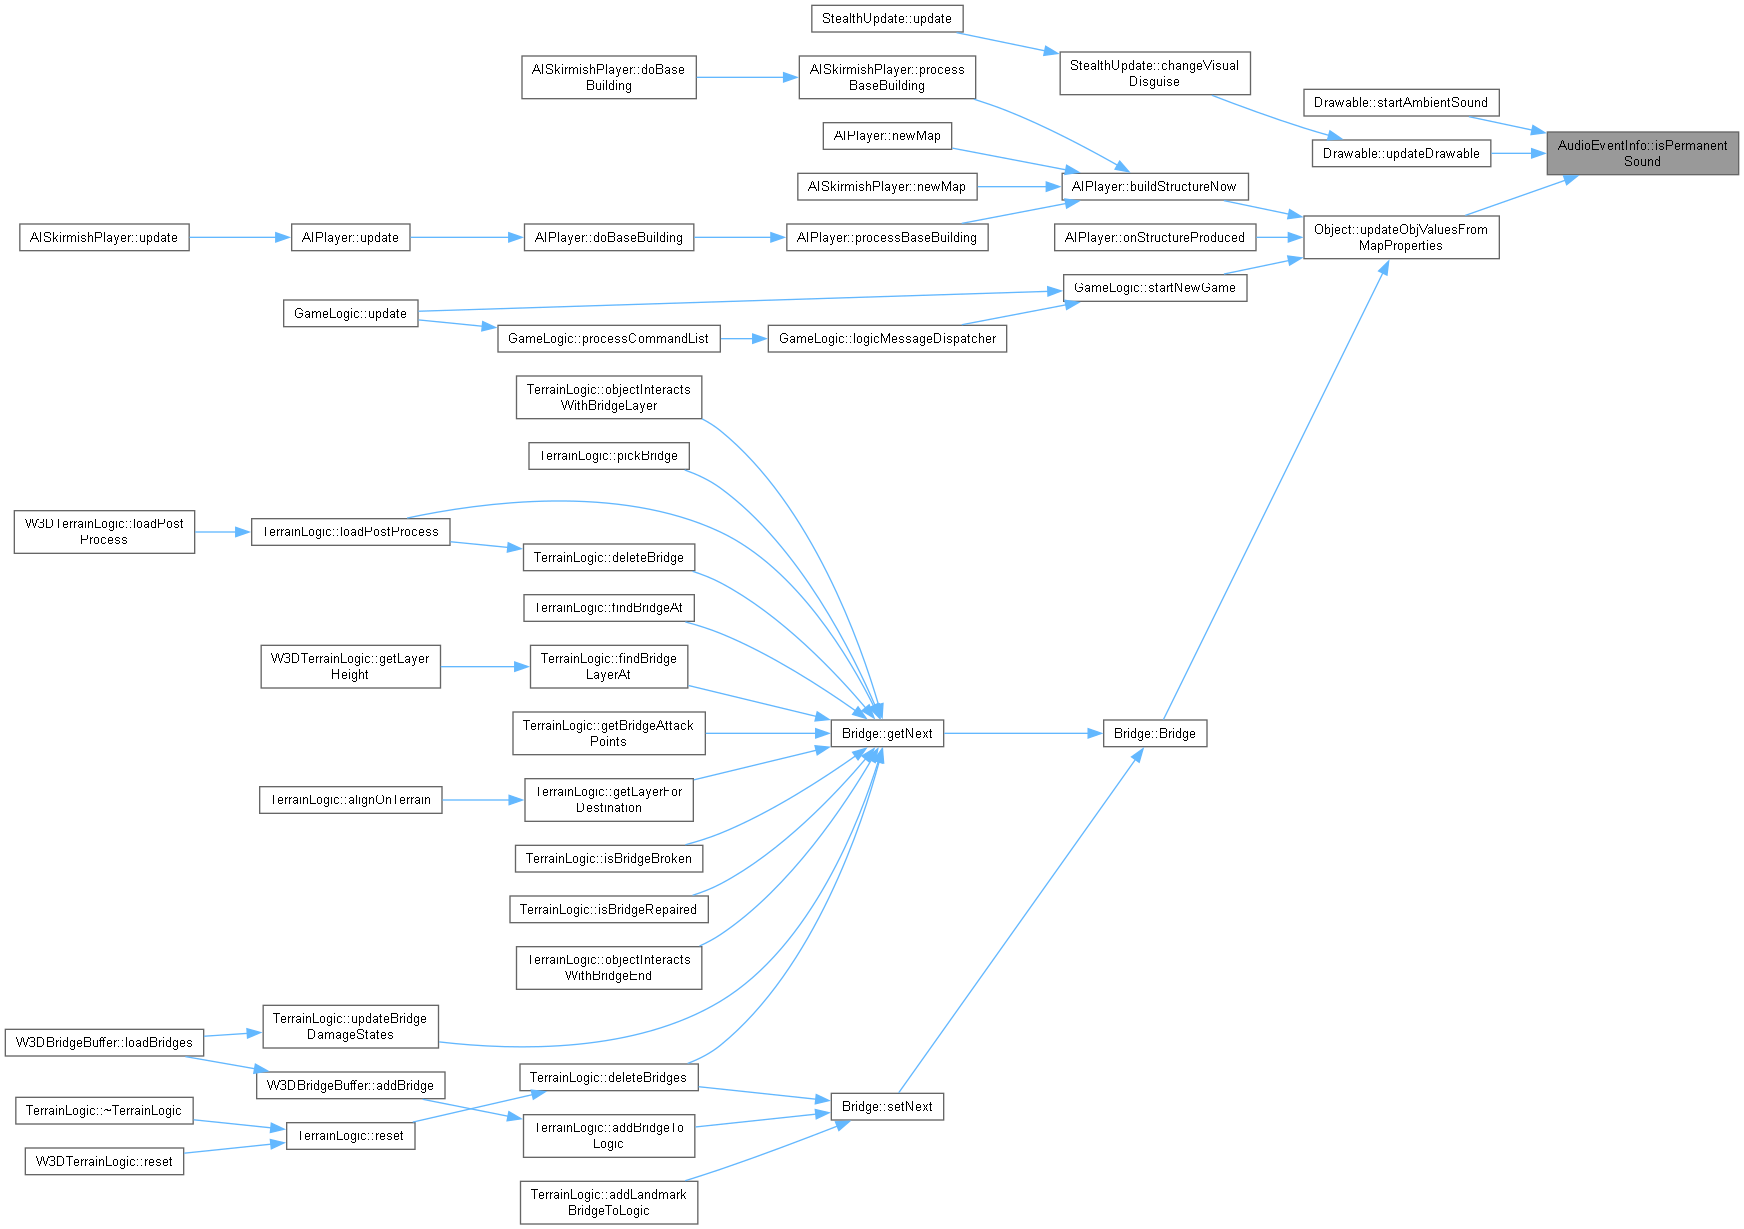 StealthUpdate::update
AISkirmishPlayer::doBase
Building
AISkirmishPlayer::process
BaseBuilding
StealthUpdate::changeVisual
Disguise
Drawable::startAmbientSound
AIPlayer::newMap
Drawable::updateDrawable
AudioEventInfo::isPermanent
Sound
AISkirmishPlayer::newMap
AIPlayer::buildStructureNow
AISkirmishPlayer::update
AIPlayer::update
AIPlayer::doBaseBuilding
AIPlayer::processBaseBuilding
AIPlayer::onStructureProduced
Object::updateObjValuesFrom
MapProperties
GameLogic::startNewGame
GameLogic::update
GameLogic::processCommandList
GameLogic::logicMessageDispatcher
TerrainLogic::objectInteracts
WithBridgeLayer
TerrainLogic::pickBridge
W3DTerrainLogic::loadPost
Process
TerrainLogic::loadPostProcess
TerrainLogic::deleteBridge
TerrainLogic::findBridgeAt
W3DTerrainLogic::getLayer
Height
TerrainLogic::findBridge
LayerAt
TerrainLogic::getBridgeAttack
Points
Bridge::getNext
Bridge::Bridge
TerrainLogic::alignOnTerrain
TerrainLogic::getLayerFor
Destination
TerrainLogic::isBridgeBroken
TerrainLogic::isBridgeRepaired
TerrainLogic::objectInteracts
WithBridgeEnd
TerrainLogic::updateBridge
DamageStates
W3DBridgeBuffer::loadBridges
W3DBridgeBuffer::addBridge
TerrainLogic::deleteBridges
TerrainLogic::~TerrainLogic
TerrainLogic::reset
TerrainLogic::addBridgeTo
Logic
Bridge::setNext
W3DTerrainLogic::reset
TerrainLogic::addLandmark
BridgeToLogic